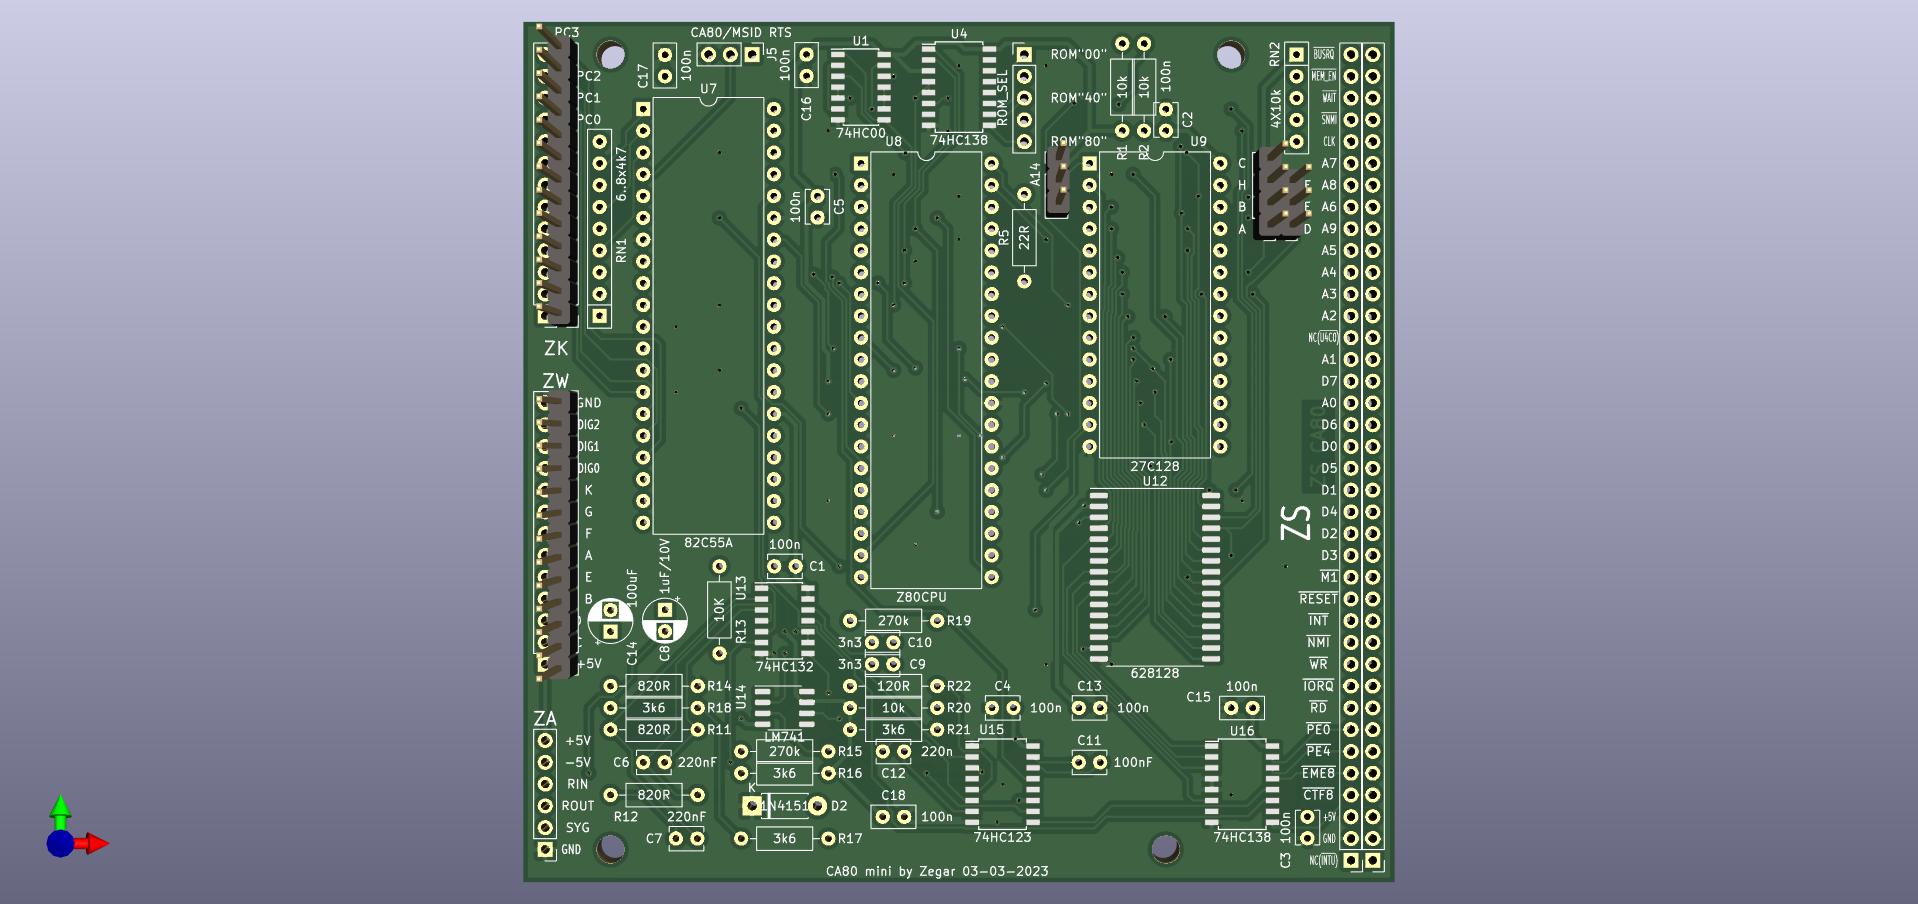 PC3
PC2
PC1
PC0
6..8x4k7
RN1
ZK
ZW
GND
DIG2
DIG1
DIG0
K
G
F
A
E
B
+5V
ZA
+5V
-5V
RIN
ROUT
SYG
GND
C17
100n
CA80/MSID RTS
J5
100n
C16
U7
82C55A
U1
74HC00
U4
74HC138
ROM_SEL
ROM"00"
ROM"40"
ROM"80"
10k
10k
R1
R2
100n
C2
RN2
4X10k
U8
Z80CPU
100n
C5
R5
22R
A14
U9
27C128
C
H
B
A
F
E
D
BUSRQ
MEM_EN
WAIT
SNMI
CLK
A7
A8
A6
A9
A5
A4
A3
A2
NC(U4C0)
A1
D7
A0
D6
D0
D5
D1
D4
D2
D3
M1
RESET
INT
NMI
WR
IORQ
RD
PE0
PE4
EME8
CTF8
+5V
GND
NC(INTU)
ZS CA80
ZS
U12
628128
100uF
C14
1uF/10V
C8
10K
R13
U13
74HC132
100n
C1
270k
R19
3n3
C10
3n3
C9
820R
R14
3k6
R18
820R
R11
U14
LM741
120R
R22
10k
R20
3k6
R21
C4
100n
C13
100n
C15
100n
270k
R15
3k6
R16
220n
C12
C6
220nF
820R
R12
220nF
C7
K
1N4151
D2
3k6
R17
C18
100n
U15
74HC123
C11
100nF
U16
74HC138
C3
100n
CA80 mini by Zegar 03-03-2023